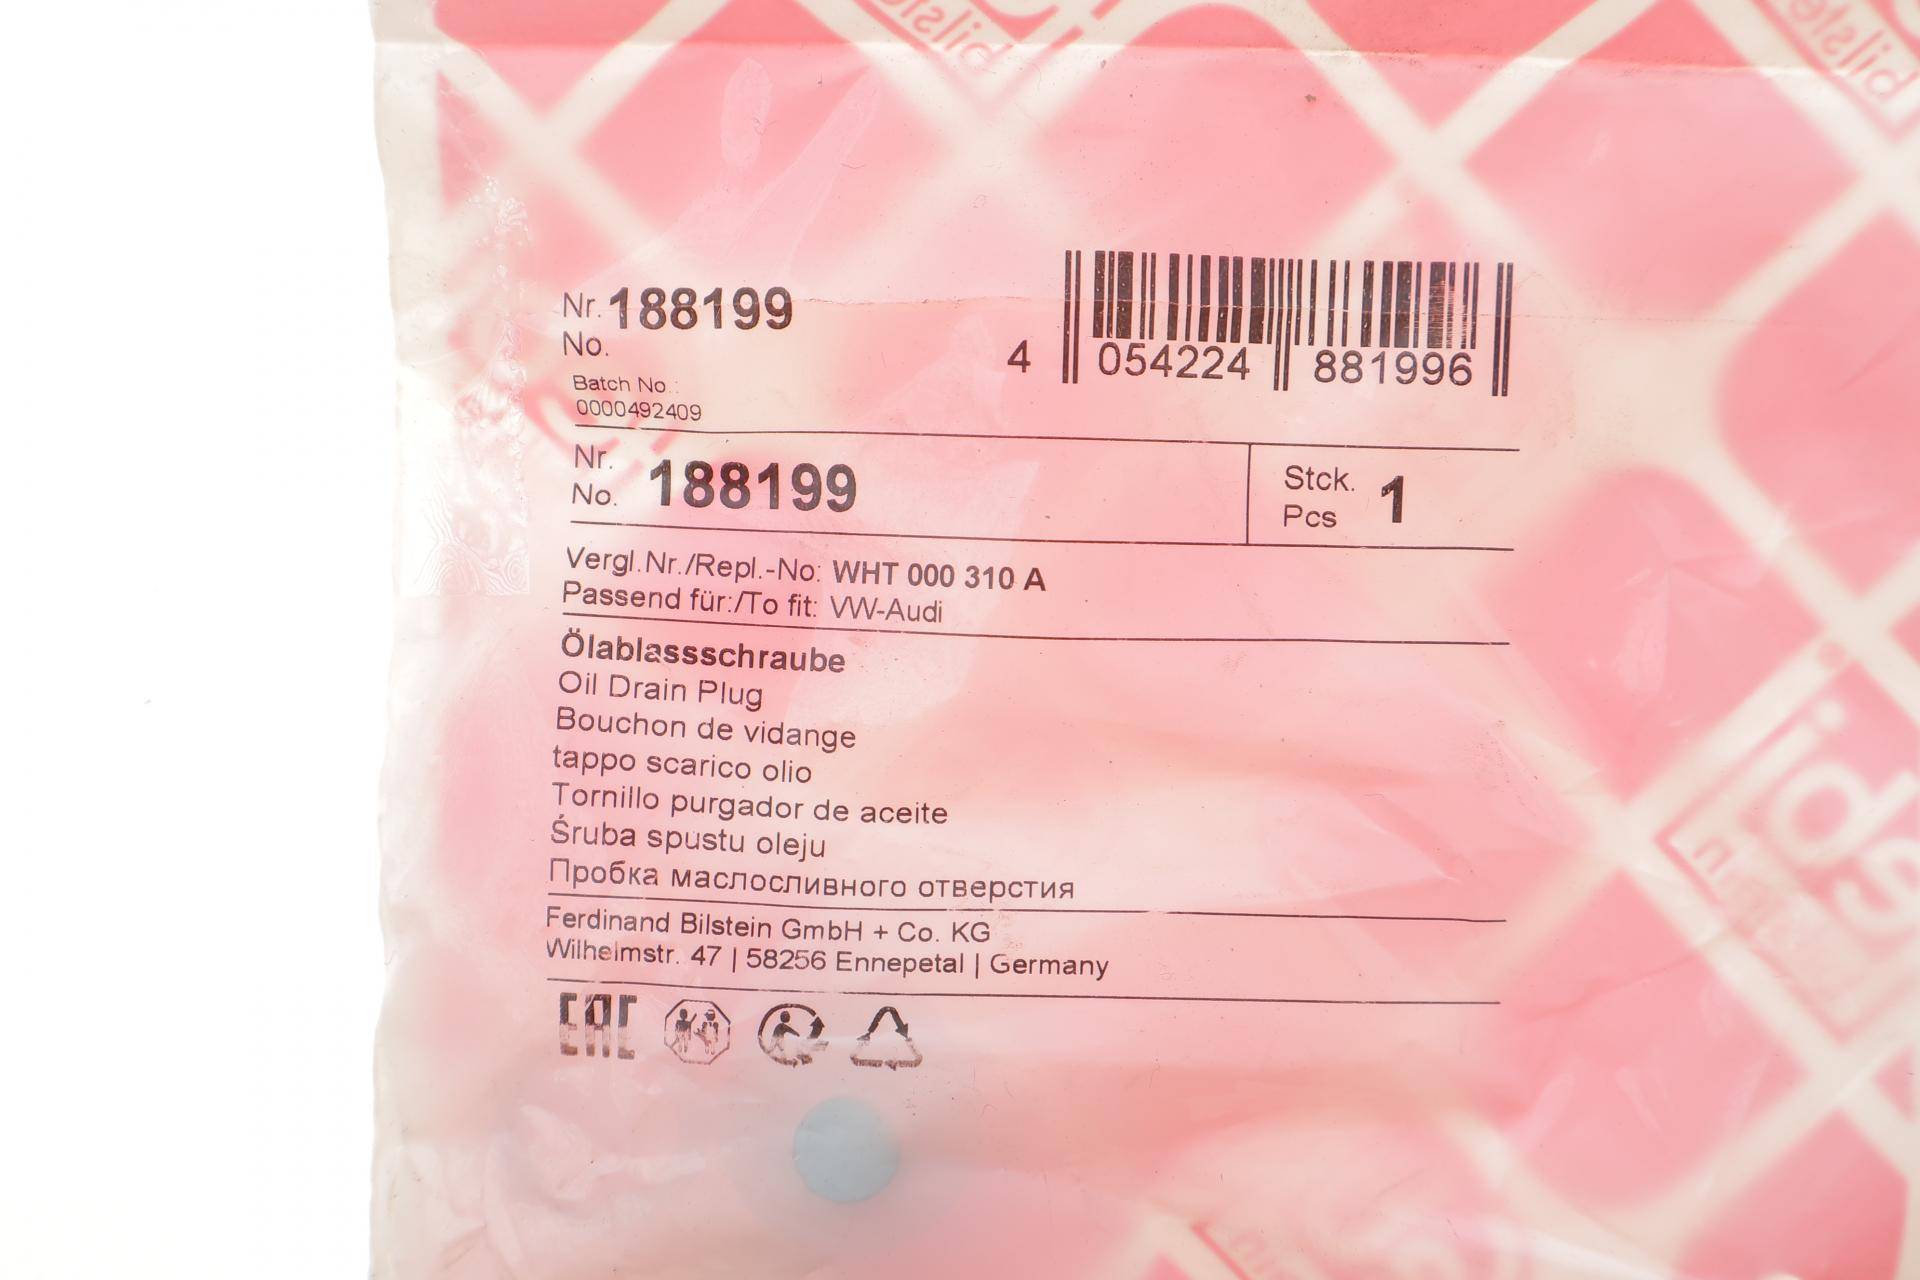 Nr. 188199
No.
4 054224 881996
Batch No.:
0000492409
Nr. 188199
No.
Stck. 1
Pcs
Vergl.Nr./Repl.-No: WHT 000 310 A
Passend für:/To fit: VW-Audi
Ölablassschraube
Oil Drain Plug
Bouchon de vidange
tappo scarico olio
Tornillo purgador de aceite
Śruba spustu oleju
Пробка маслосливного отверстия
Ferdinand Bilstein GmbH + Co. KG
Wilhelmstr. 47 | 58256 Ennepetal | Germany
EAC